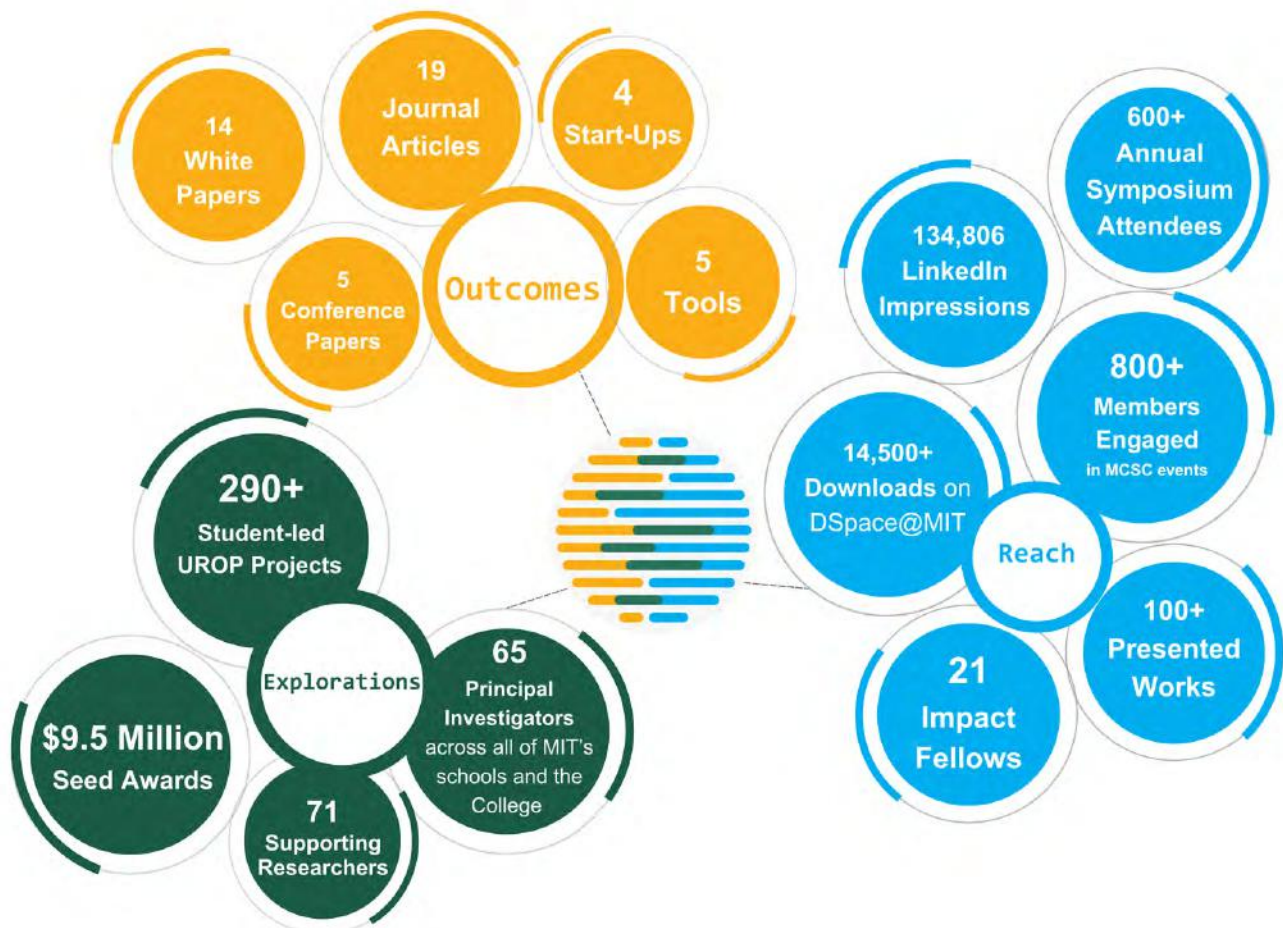 14
White
Papers
19
Journal
Articles
4
Start-Ups
5
Conference
Papers
Outcomes
5
Tools
600+
Annual
Symposium
Attendees
134,806
LinkedIn
Impressions
800+
Members
Engaged
in MCSC events
14,500+
Downloads on
DSpace@MIT
Reach
100+
Presented
Works
21
Impact
Fellows
290+
Student-led
UROP Projects
Explorations
65
Principal
Investigators
across all of MIT's
schools and the
College
$9.5 Million
Seed Awards
71
Supporting
Researchers